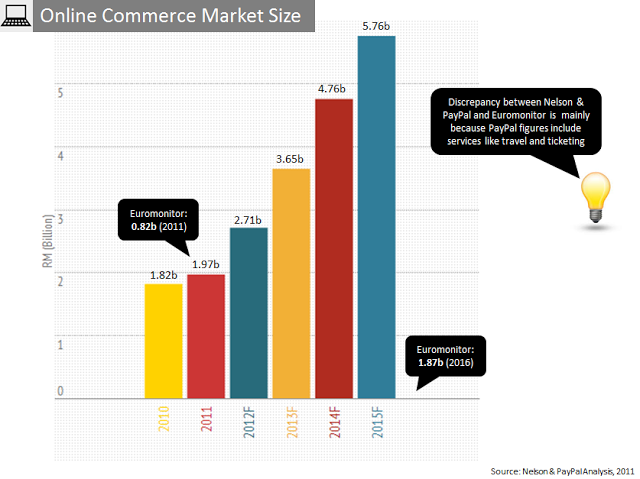 Online Commerce Market Size
5.76b
5
4.76b
Discrepancy between Nelson &
PayPal and Euromonitor is mainly
because PayPal figures include
services like travel and ticketing
4
3.65b
Euromonitor:
0.82b (2011)
3
2.71b
RM (Billion)
1.97b
1.82b
2
1
Euromonitor:
1.87b (2016)
0
2010
2011
2012F
2013F
2014F
2015F
Source: Nelson & PayPal Analysis, 2011